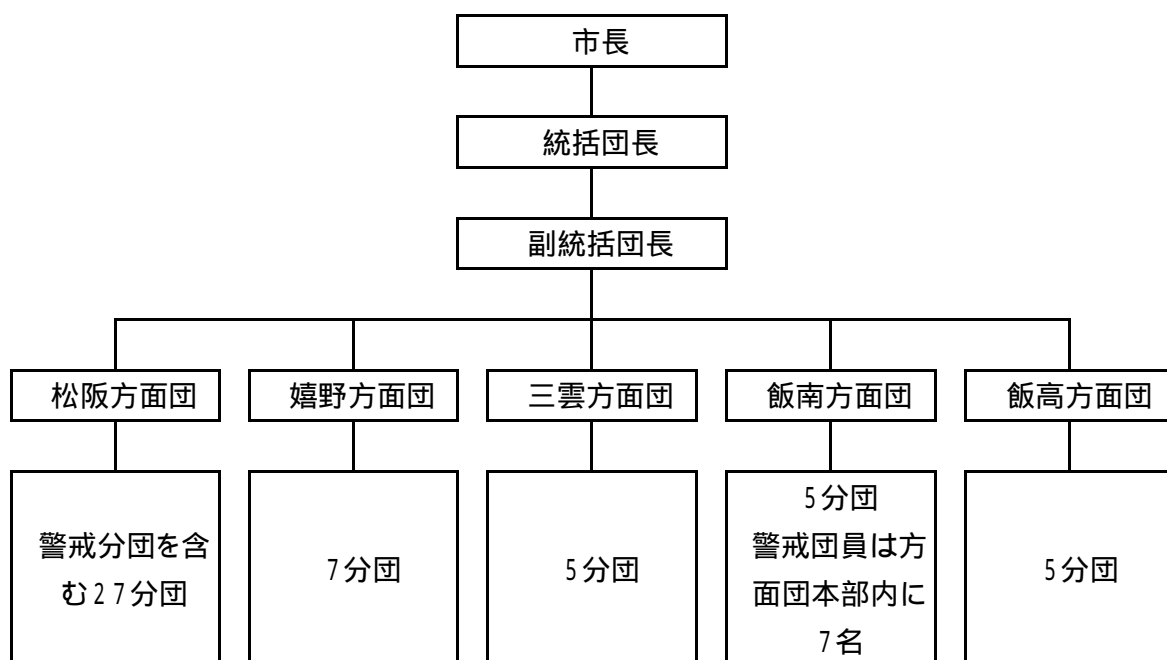 市長
統括団長
副統括団長
松阪方面団
嬉野方面団
三雲方面団
飯南方面団
飯高方面団
警戒分団を含
む27分団
7分団
5分団
5分団
警戒団員は方
面団本部内に
7名
5分団